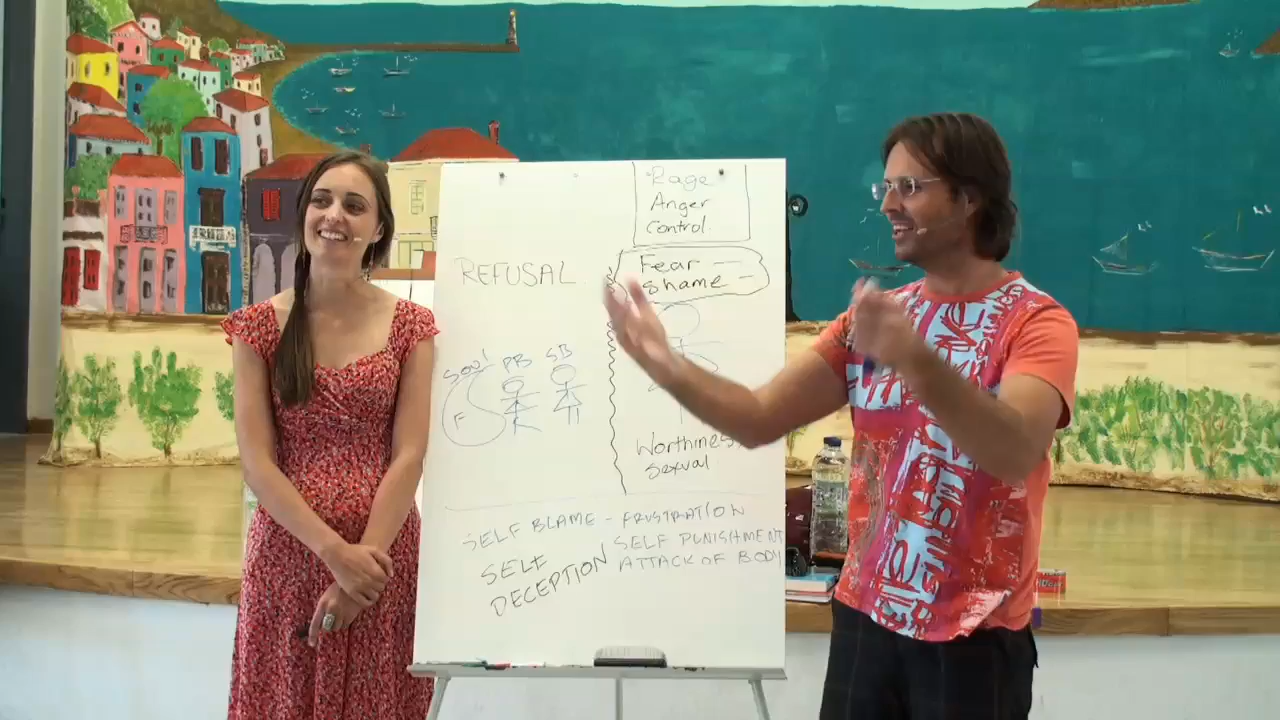 Rage
Anger
Control
Fear —
shame —
REFUSAL
Soul PB SB
F
Worthiness
Sexual
SELF BLAME - FRUSTRATION
SELF PUNISHMENT
SELF
DECEPTION
ATTACK OF BODY